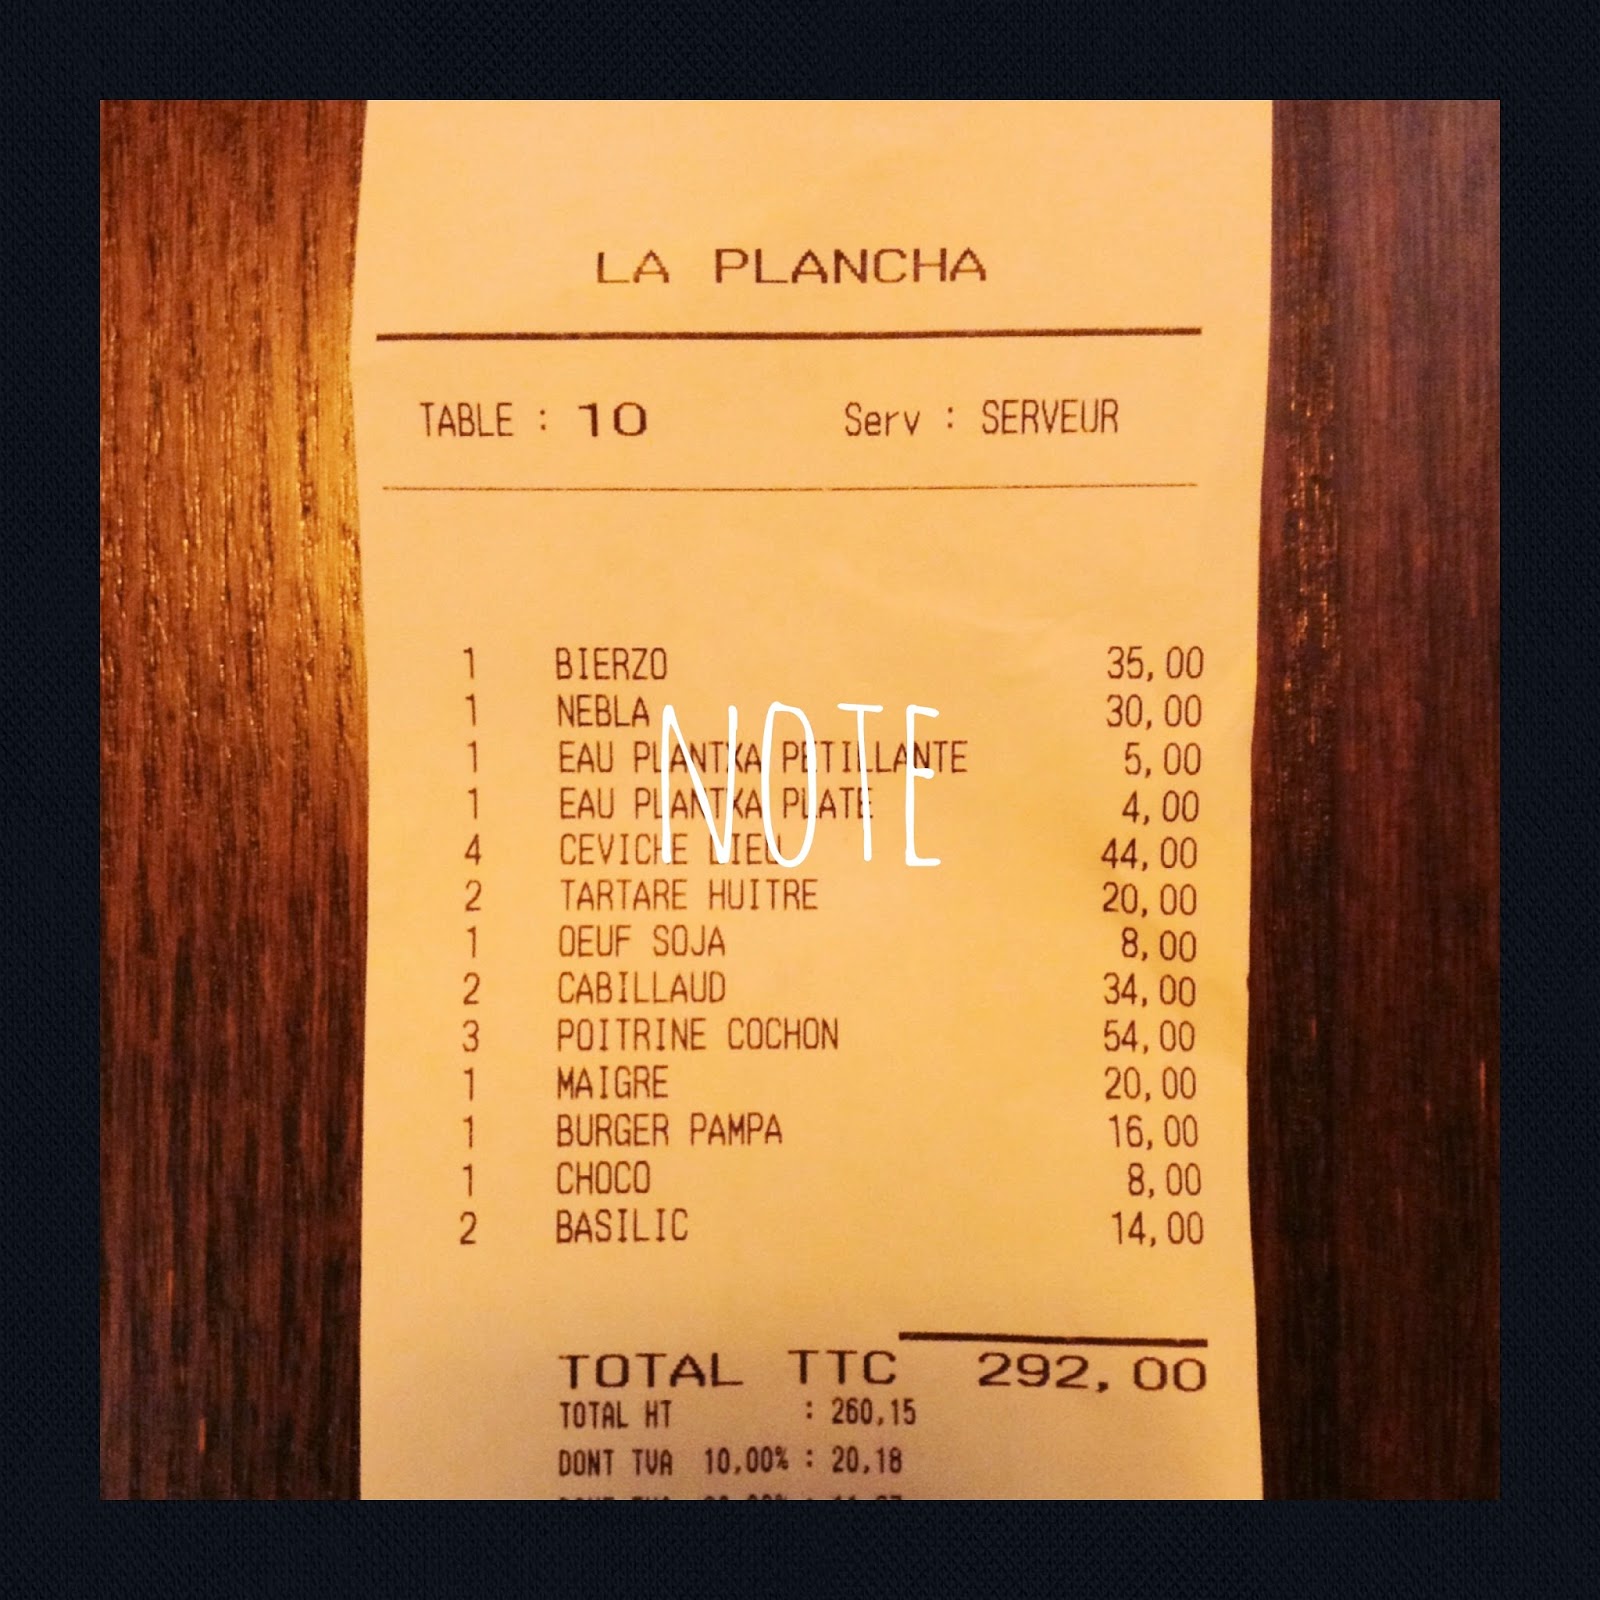 LA PLANCHA
TABLE : 10 Serv : SERVEUR
1 BIERZO 35,00
1 NEBLA 30,00
1 EAU PLANTXA PETILLANTE 5,00
NOTE
1 EAU PLANTXA PLATE 4,00
4 CEVICHE LIEU 44,00
2 TARTARE HUITRE 20,00
1 OEUF SOJA 8,00
2 CABILLAUD 34,00
3 POITRINE COCHON 54,00
1 MAIGRE 20,00
1 BURGER PAMPA 16,00
1 CHOCO 8,00
2 BASILIC 14,00
TOTAL TTC 292,00
TOTAL HT : 260,15
DONT TVA 10,00% : 20,18